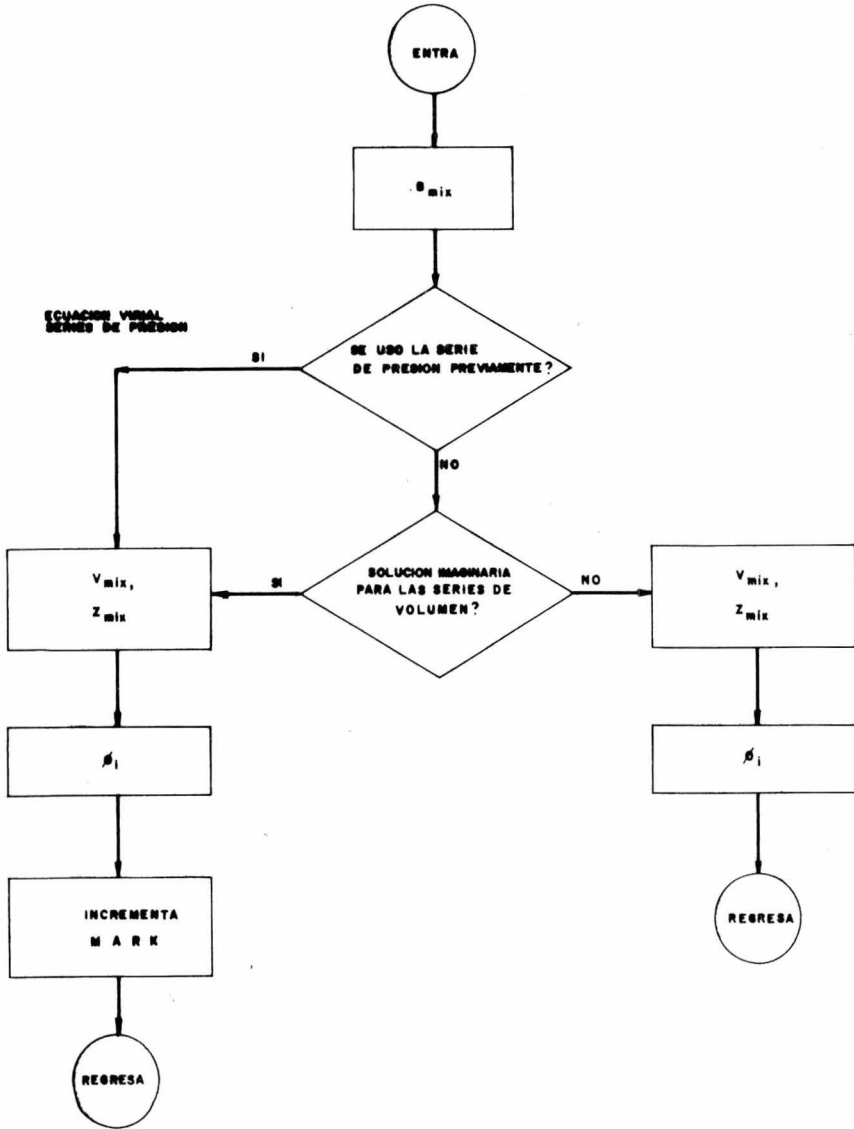 ENTRA
B mix
ECUACION VIRIAL
SERIES DE PRESION
SE USO LA SERIE
DE PRESION PREVIAMENTE?
SI
NO
SOLUCION IMAGINARIA
PARA LAS SERIES DE
VOLUMEN?
SI
NO
V mix,
Z mix
V mix,
Z mix
ø i
ø i
INCREMENTA
MARK
REGRESA
REGRESA